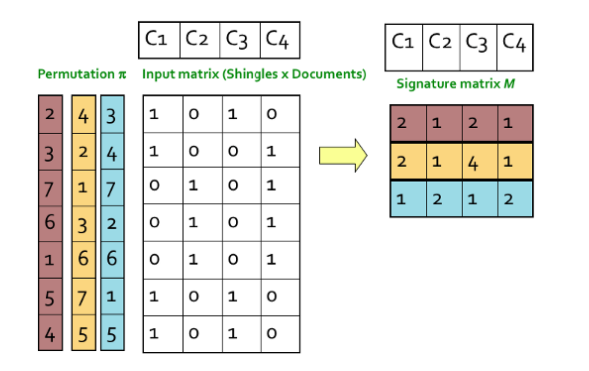 C1 C2 C3 C4
C1 C2 C3 C4
Permutation π Input matrix (Shingles x Documents)
Signature matrix M
2 4 3 1 0 1 0
3 2 4 1 0 0 1
7 1 7 0 1 0 1
6 3 2 0 1 0 1
1 6 6 0 1 0 1
5 7 1 1 0 1 0
4 5 5 1 0 1 0
2 1 2 1
2 1 4 1
1 2 1 2